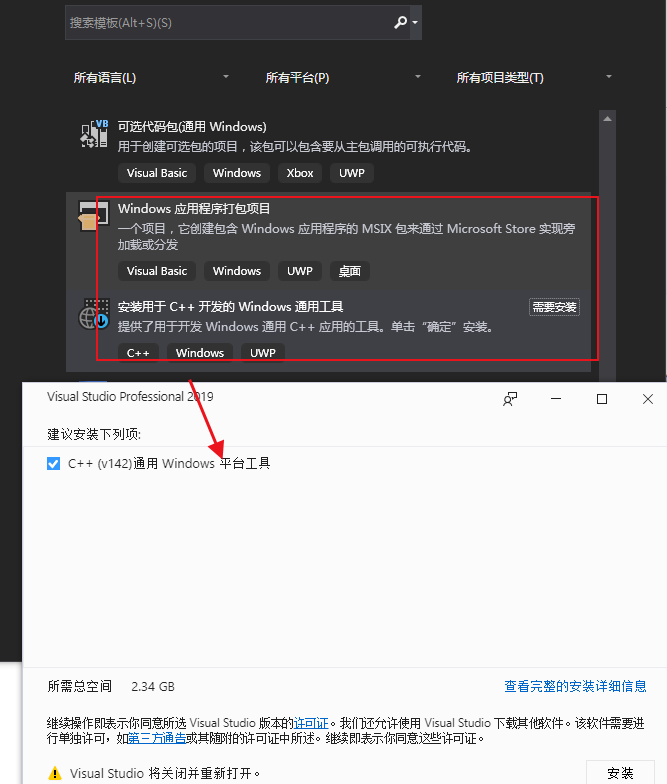 搜索模板(Alt+S)(S)
所有语言(L) 所有平台(P) 所有项目类型(T)
可选代码包(通用 Windows)
用于创建可选包的项目，该包可以包含要从主包调用的可执行代码。
Visual Basic Windows Xbox UWP
Windows 应用程序打包项目
一个项目，它创建包含 Windows 应用程序的 MSIX 包来通过 Microsoft Store 实现旁
加载或分发
Visual Basic Windows UWP 桌面
安装用于 C++ 开发的 Windows 通用工具 需要安装
提供了用于开发 Windows 通用 C++ 应用的工具。单击“确定”安装。
C++ Windows UWP
Visual Studio Professional 2019
建议安装下列项:
C++ (v142)通用 Windows 平台工具
所需总空间 2.34 GB 查看完整的安装详细信息
继续操作即表示你同意所选 Visual Studio 版本的许可证。我们还允许使用 Visual Studio 下载其他软件。该软件需要进
行单独许可，如第三方通告或其随附的许可证中所述。继续即表示你同意这些许可证。
Visual Studio 将关闭并重新打开。 安装